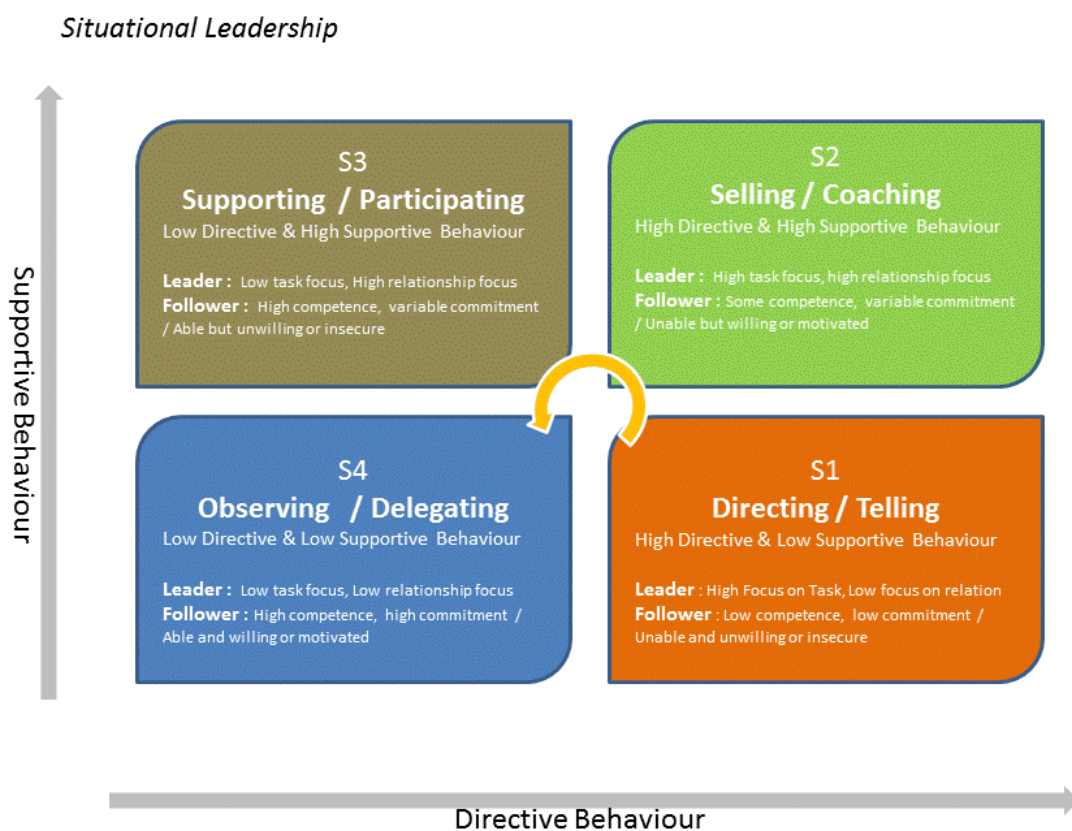 Situational Leadership
S3
Supporting / Participating
Low Directive & High Supportive Behaviour
Leader : Low task focus, High relationship focus
Follower : High competence, variable commitment
/ Able but unwilling or insecure
S2
Selling / Coaching
High Directive & High Supportive Behaviour
Leader : High task focus, high relationship focus
Follower : Some competence, variable commitment
/ Unable but willing or motivated
Supportive Behaviour
S4
Observing / Delegating
Low Directive & Low Supportive Behaviour
Leader : Low task focus, Low relationship focus
Follower : High competence, high commitment /
Able and willing or motivated
S1
Directing / Telling
High Directive & Low Supportive Behaviour
Leader : High Focus on Task, Low focus on relation
Follower : Low competence, low commitment /
Unable and unwilling or insecure
Directive Behaviour